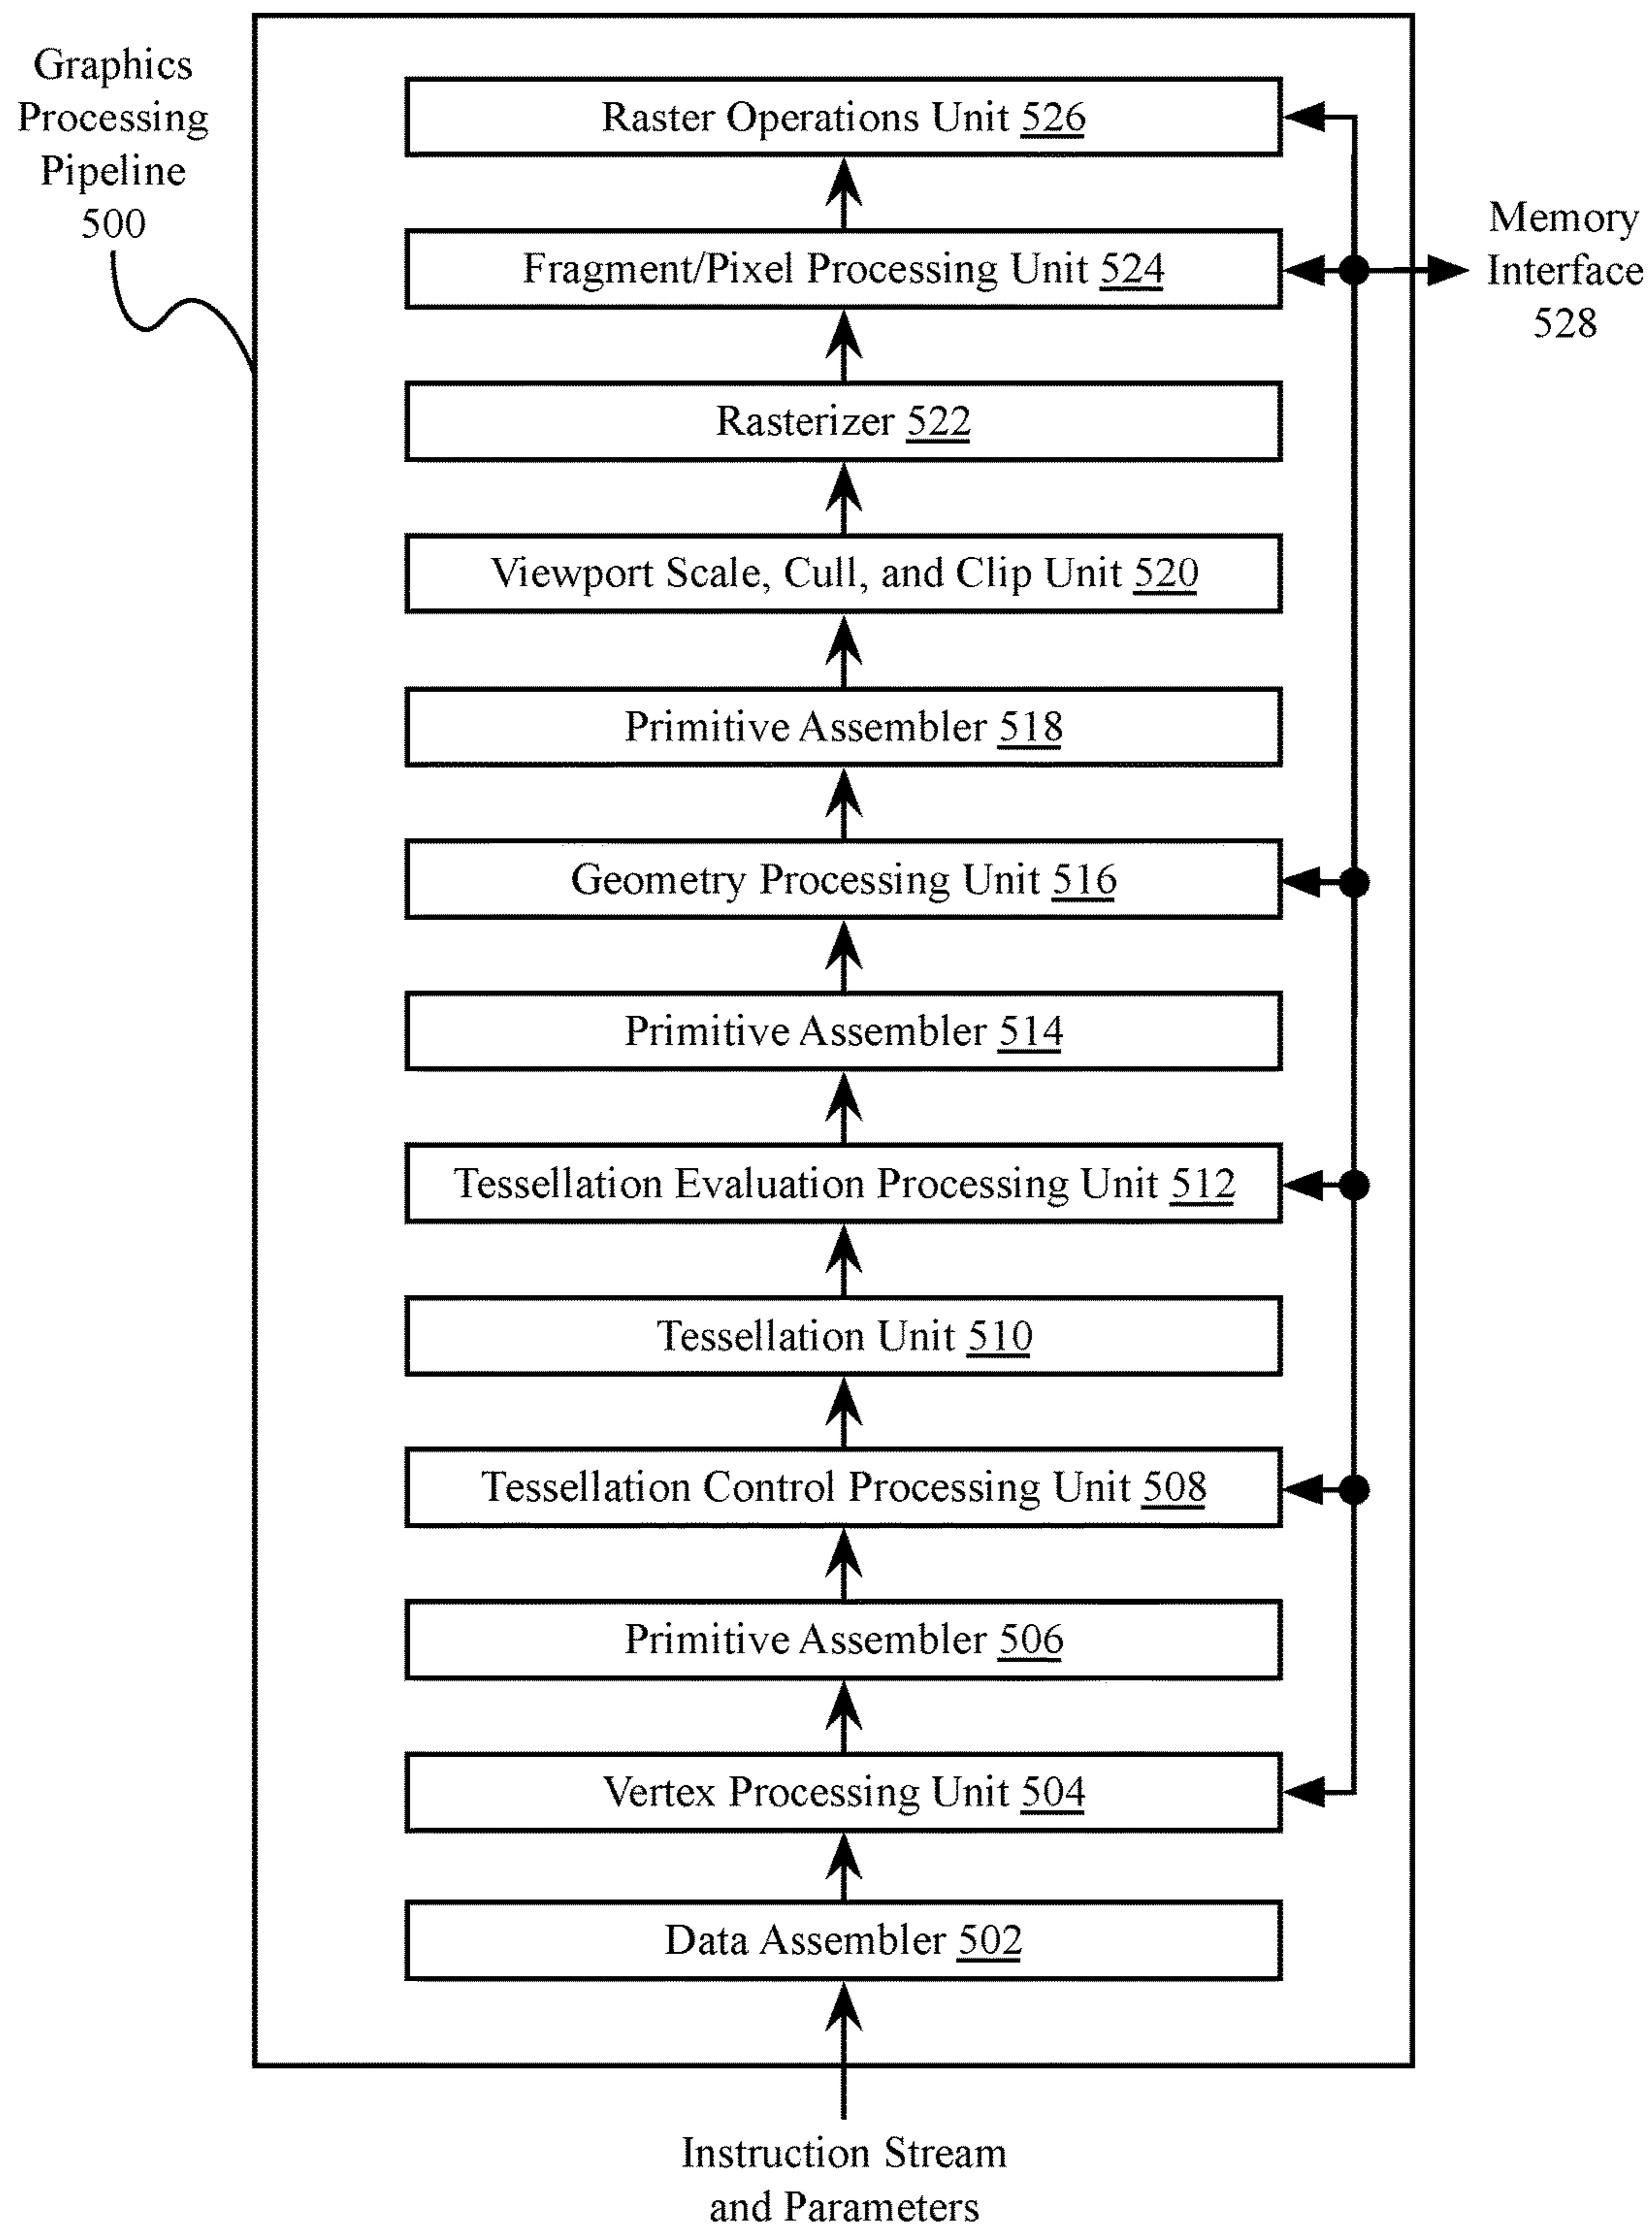 Graphics
Processing
Pipeline
500
Raster Operations Unit 526
Fragment/Pixel Processing Unit 524
Memory
Interface
528
Rasterizer 522
Viewport Scale, Cull, and Clip Unit 520
Primitive Assembler 518
Geometry Processing Unit 516
Primitive Assembler 514
Tessellation Evaluation Processing Unit 512
Tessellation Unit 510
Tessellation Control Processing Unit 508
Primitive Assembler 506
Vertex Processing Unit 504
Data Assembler 502
Instruction Stream
and Parameters